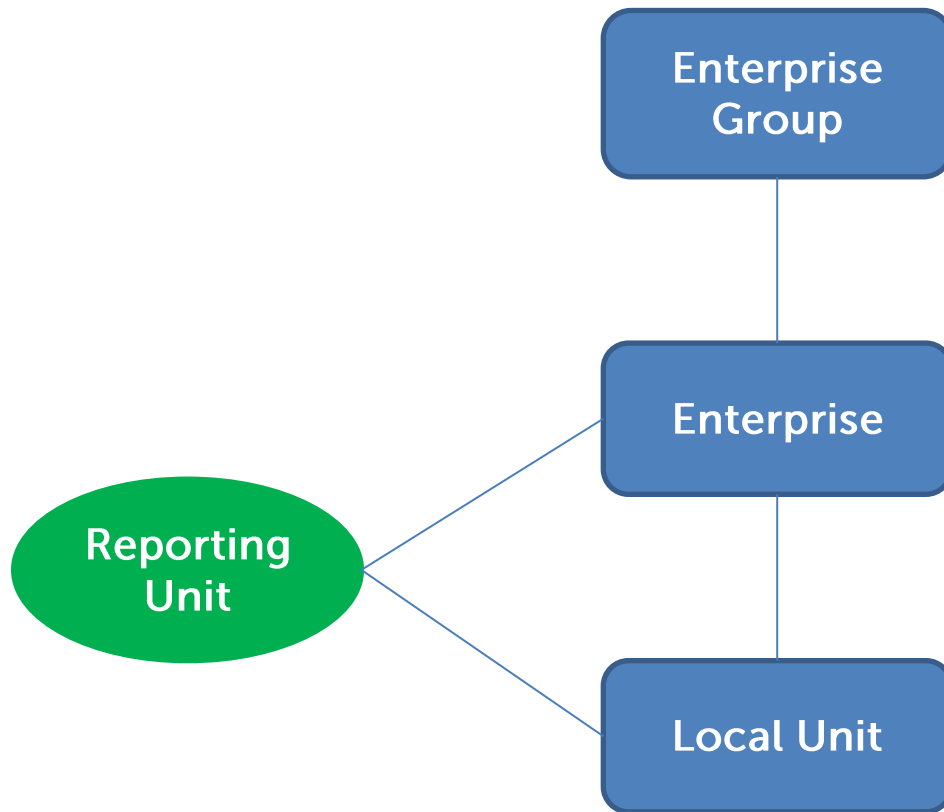 Enterprise
Group
Enterprise
Reporting
Unit
Local Unit